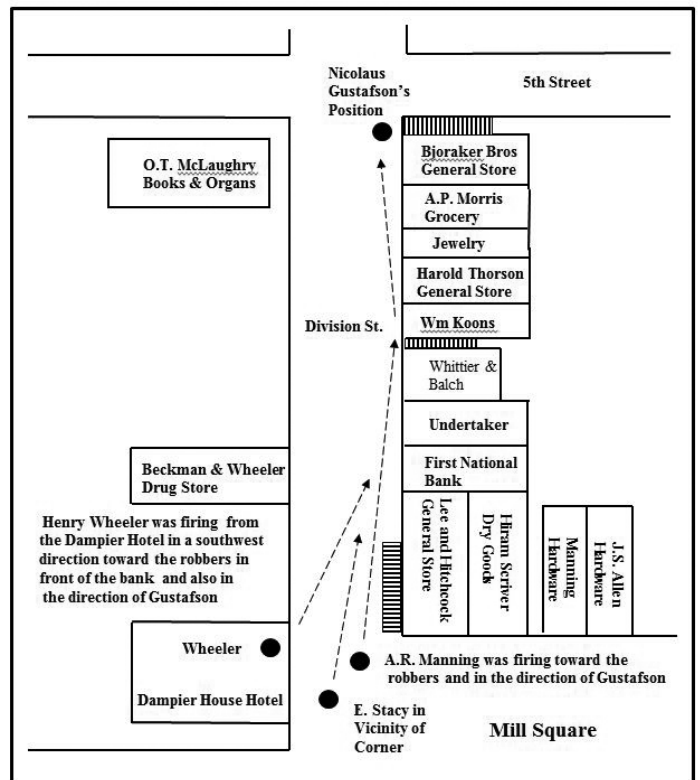 Nicolaus
Gustafson's
Position
5th Street
O.T. McLaughry
Books & Organs
Bjoraker Bros
General Store
A.P. Morris
Grocery
Jewelry
Harold Thorson
General Store
Division St.
Wm Koons
Whittier &
Balch
Undertaker
Beckman & Wheeler
Drug Store
First National
Bank
Henry Wheeler was firing from
the Dampier Hotel in a southwest
direction toward the robbers in
front of the bank and also in
the direction of Gustafson
Lee and Hitchcock
General Store
Hiram Scriver
Dry Goods
Manning
Hardware
J.S. Allen
Hardware
Wheeler
Dampier House Hotel
A.R. Manning was firing toward the
robbers and in the direction of Gustafson
E. Stacy in
Vicinity of
Corner
Mill Square